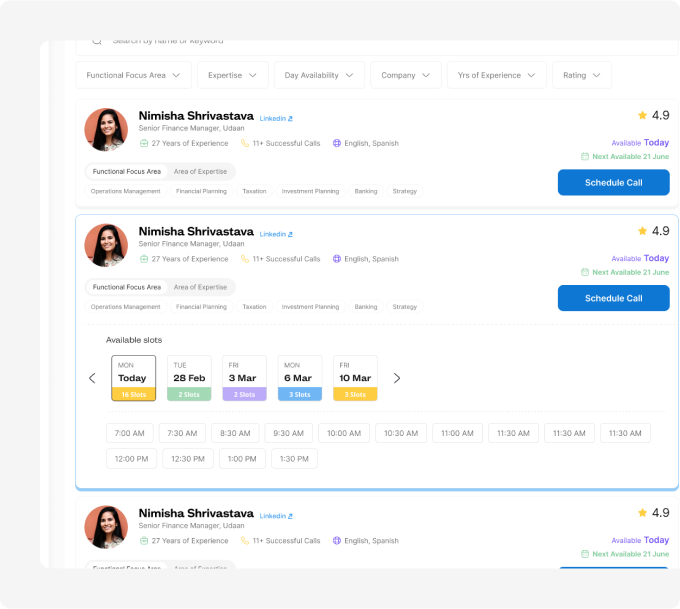 Search by name or keyword
Functional Focus Area Expertise Day Availability Company Yrs of Experience Rating
Nimisha Shrivastava Linkedin 4.9
Senior Finance Manager, Udaan
27 Years of Experience 11+ Successful Calls English, Spanish Available Today
Next Available 21 June
Functional Focus Area Area of Expertise
Schedule Call
Operations Management Financial Planning Taxation Investment Planning Banking Strategy
Nimisha Shrivastava Linkedin 4.9
Senior Finance Manager, Udaan
27 Years of Experience 11+ Successful Calls English, Spanish Available Today
Next Available 21 June
Functional Focus Area Area of Expertise
Schedule Call
Operations Management Financial Planning Taxation Investment Planning Banking Strategy
Available slots
MON TUE FRI MON FRI
Today 28 Feb 3 Mar 6 Mar 10 Mar
16 Slots 2 Slots 2 Slots 3 Slots 3 Slots
7:00 AM 7:30 AM 8:30 AM 9:30 AM 10:00 AM 10:30 AM 11:00 AM 11:30 AM 11:30 AM 11:30 AM
12:00 PM 12:30 PM 1:00 PM 1:30 PM
Nimisha Shrivastava Linkedin 4.9
Senior Finance Manager, Udaan
27 Years of Experience 11+ Successful Calls English, Spanish Available Today
Next Available 21 June
Functional Focus Area Area of Expertise